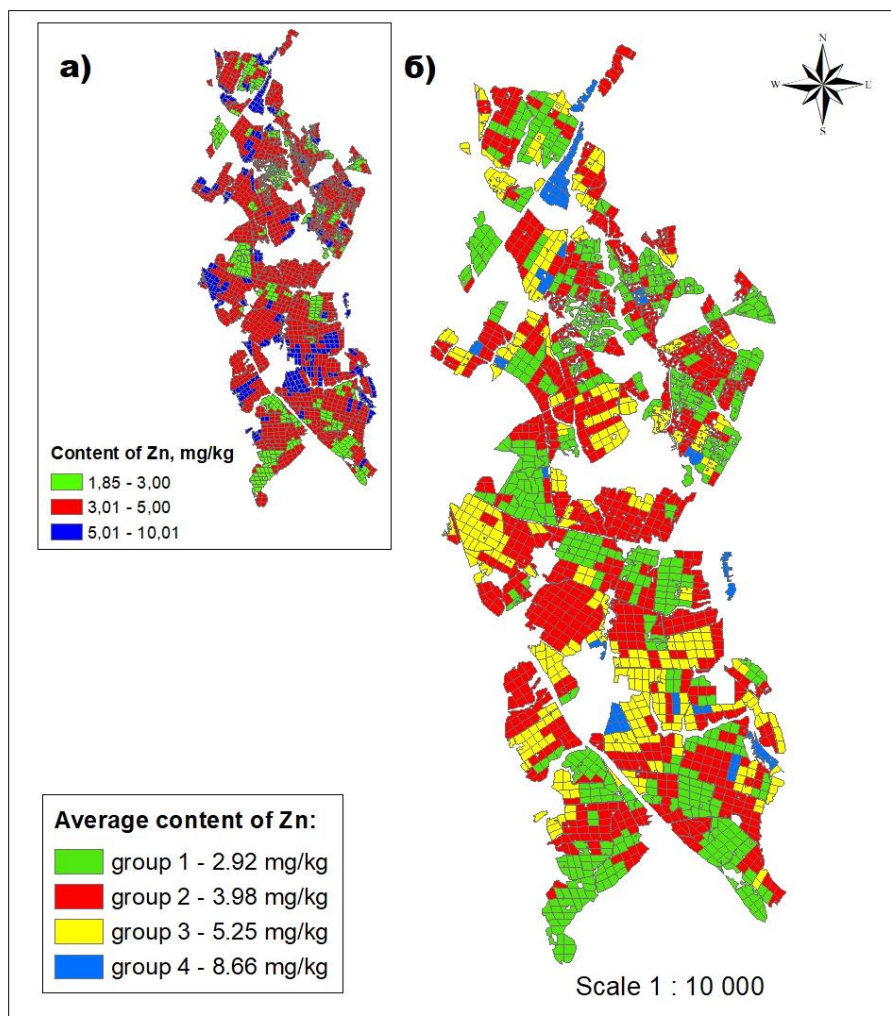 а)
б)
N
W
E
S
Content of Zn, mg/kg
1,85 - 3,00
3,01 - 5,00
5,01 - 10,01
Average content of Zn:
group 1 - 2.92 mg/kg
group 2 - 3.98 mg/kg
group 3 - 5.25 mg/kg
group 4 - 8.66 mg/kg
Scale 1 : 10 000